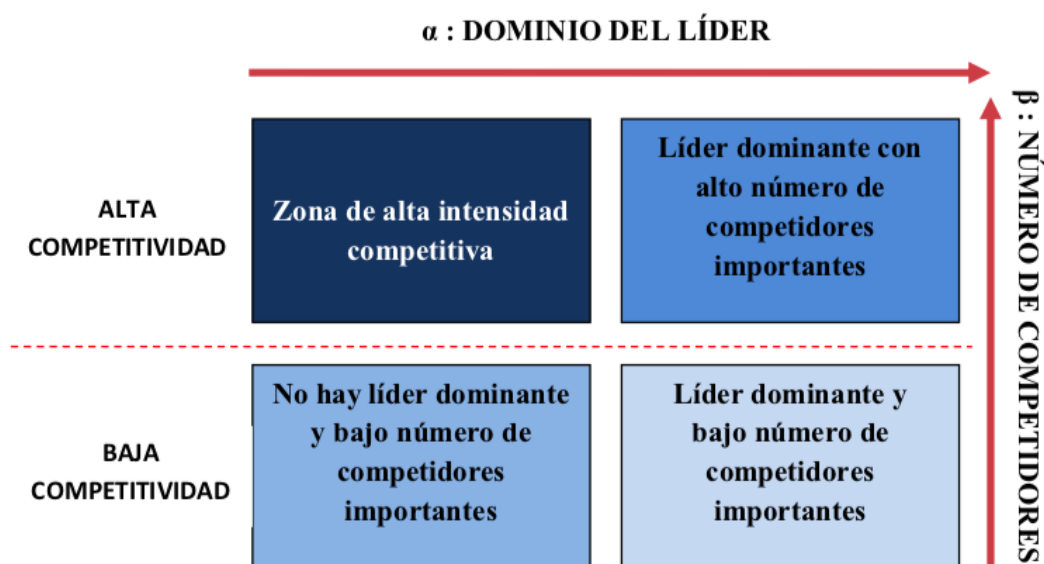 α : DOMINIO DEL LÍDER
β : NÚMERO DE COMPETIDORES
ALTA
COMPETITIVIDAD
Zona de alta intensidad
competitiva
Líder dominante con
alto número de
competidores
importantes
BAJA
COMPETITIVIDAD
No hay líder dominante
y bajo número de
competidores
importantes
Líder dominante y
bajo número de
competidores
importantes